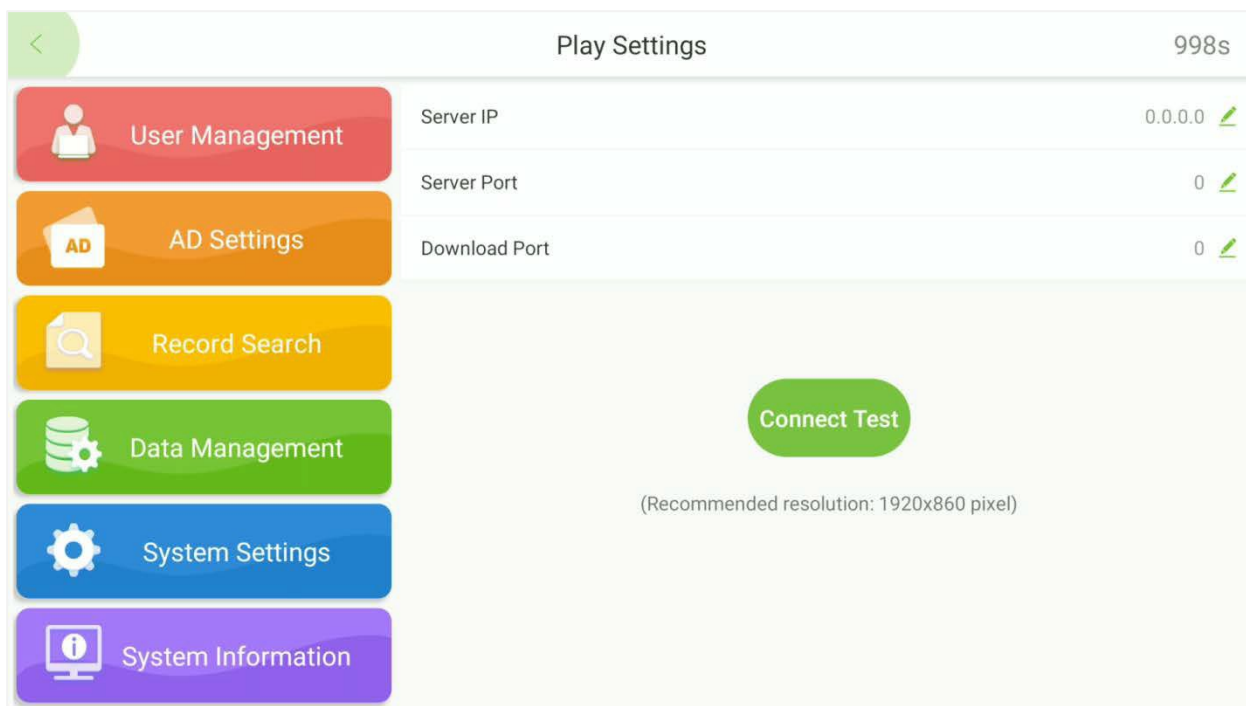 Play Settings
998s
User Management
AD
AD Settings
Record Search
Data Management
System Settings
System Information
Server IP
0.0.0.0
Server Port
0
Download Port
0
Connect Test
(Recommended resolution: 1920x860 pixel)